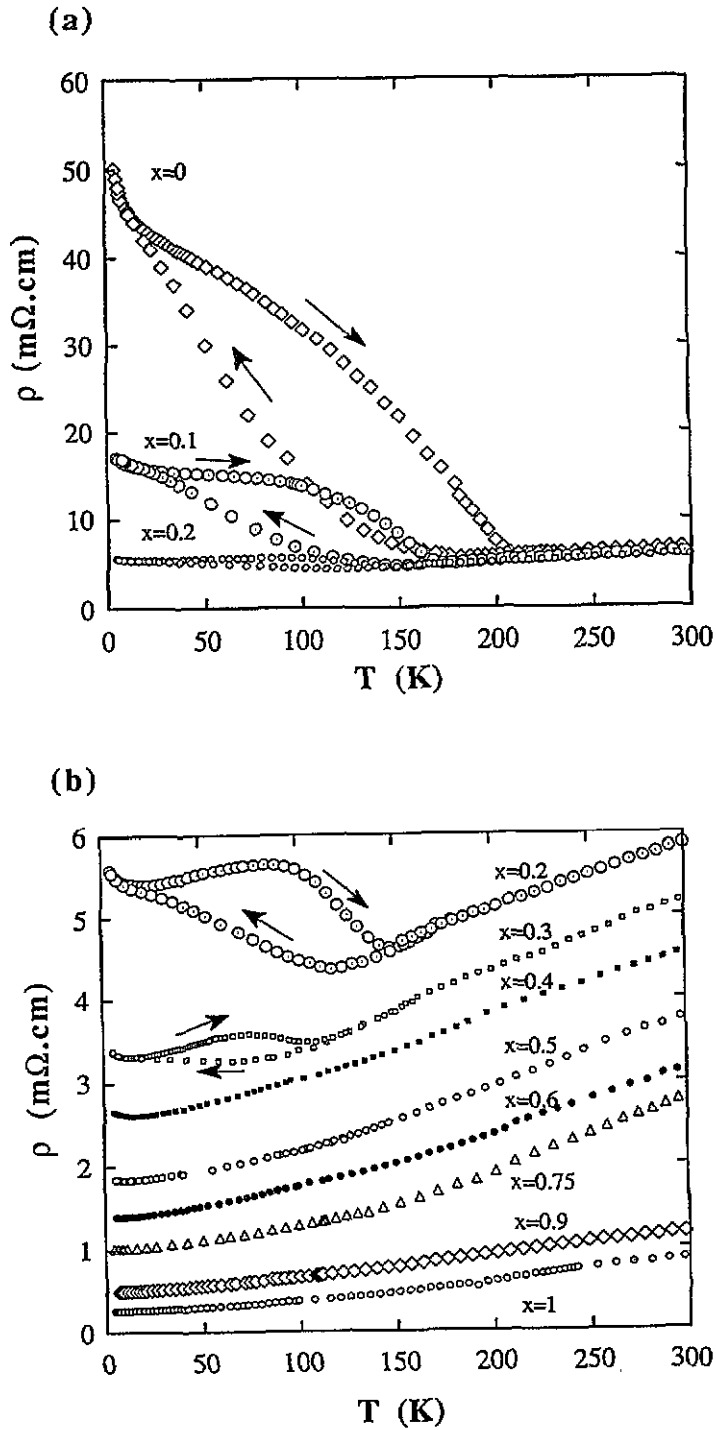 (a)
60
50
40
30
20
10
0
ρ (mΩ.cm)
x=0
x=0.1
x=0.2
0 50 100 150 200 250 300
T (K)
(b)
6
5
4
3
2
1
0
ρ (mΩ.cm)
x=0.2
x=0.3
x=0.4
x=0.5
x=0.6
x=0.75
x=0.9
x=1
0 50 100 150 200 250 300
T (K)